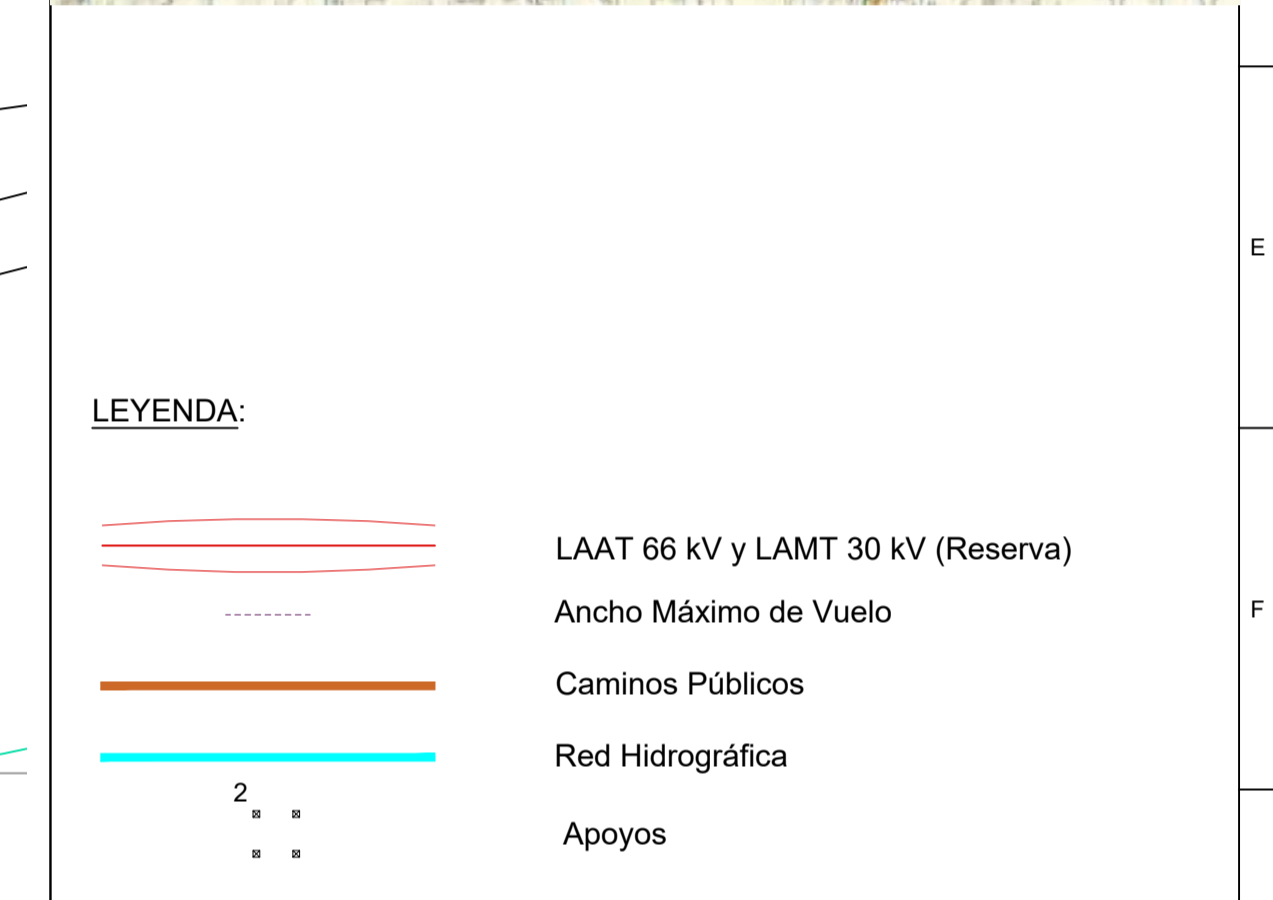 E
LEYENDA:
LAAT 66 kV y LAMT 30 kV (Reserva)
Ancho Máximo de Vuelo
F
Caminos Públicos
Red Hidrográfica
2
Apoyos